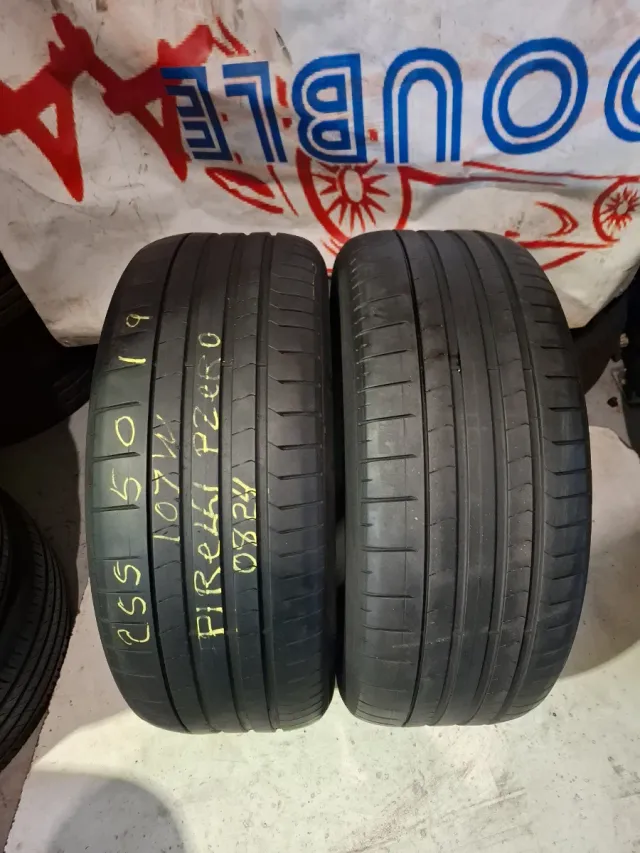 DOUBLE
255 50 19
107W
PIRelli PZeRO
0824